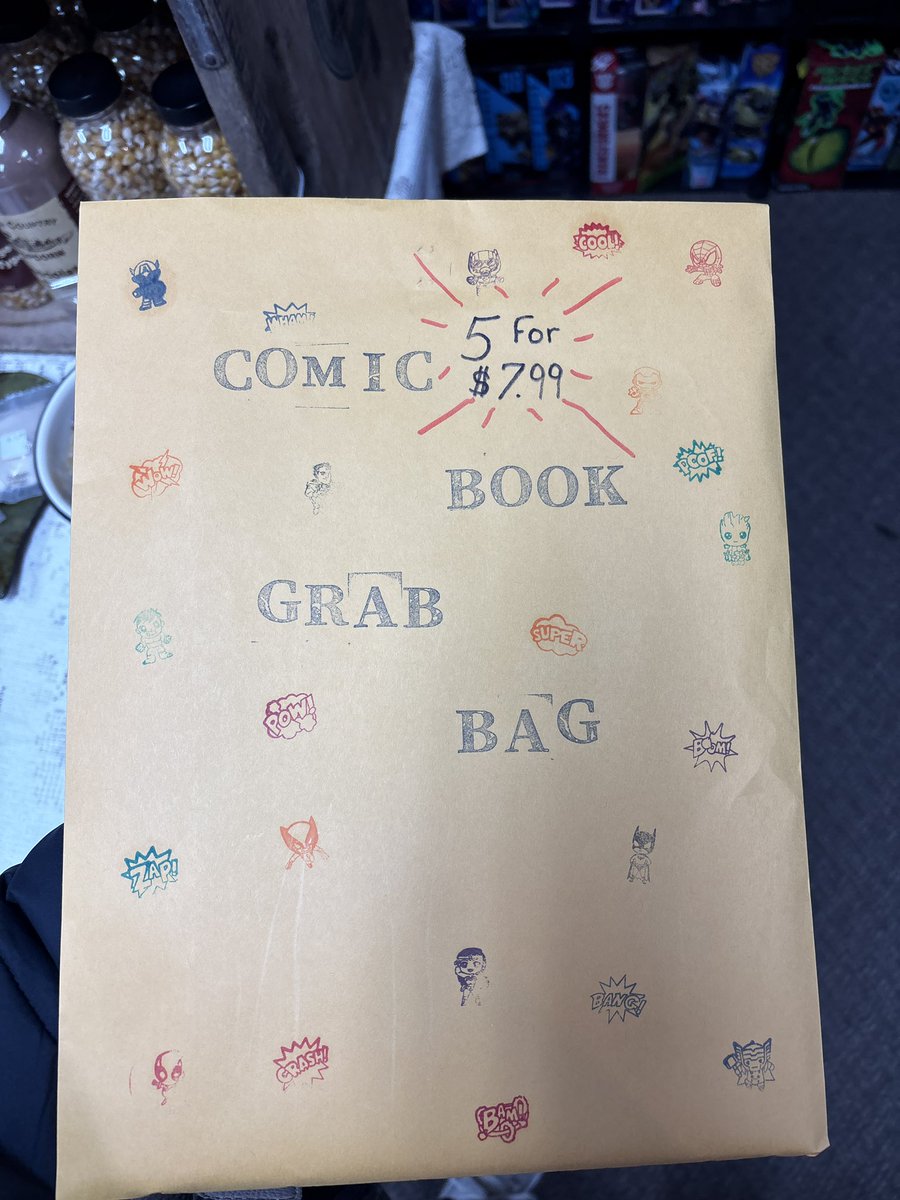 COOL!
WHAM!
COMIC
5 For
$7.99
WOW!
POOF!
BOOK
GRAB
SUPER
POW!
BAG
BOOM!
ZAP!
BANG!
CRASH!
BAM!
COUNTRY